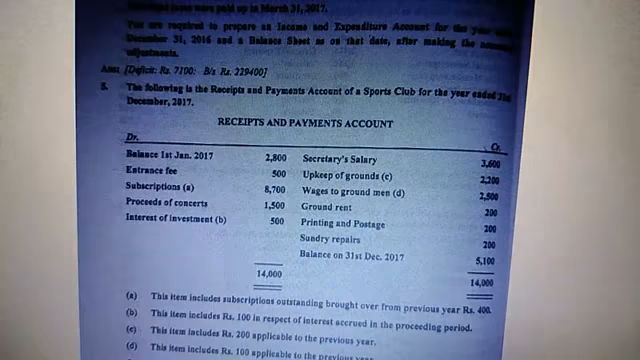 were paid up in March 31, 2017.
You are required to prepare an Income and Expenditure Account for the year
December 31, 2016 and a Balance Sheet as on that date, after making the
adjustments.
Ans: [Deficit: Rs. 7100: B/s Rs. 229400]
5. The following is the Receipts and Payments Account of a Sports Club for the year ended 31st
December, 2017.
RECEIPTS AND PAYMENTS ACCOUNT
Dr. Cr.
Balance 1st Jan. 2017 2,800 Secretary's Salary 3,600
Entrance fee 500 Upkeep of grounds (c) 2,200
Subscriptions (a) 8,700 Wages to ground men (d) 2,500
Proceeds of concerts 1,500 Ground rent 200
Interest of investment (b) 500 Printing and Postage 200
Sundry repairs 200
Balance on 31st Dec. 2017 5,100
14,000 14,000
(a) This item includes subscriptions outstanding brought over from previous year Rs. 400.
(b) This item includes Rs. 100 in respect of interest accrued in the proceeding period.
(c) This item includes Rs. 200 applicable to the previous year.
(d) This item includes Rs. 100 applicable to the previous year